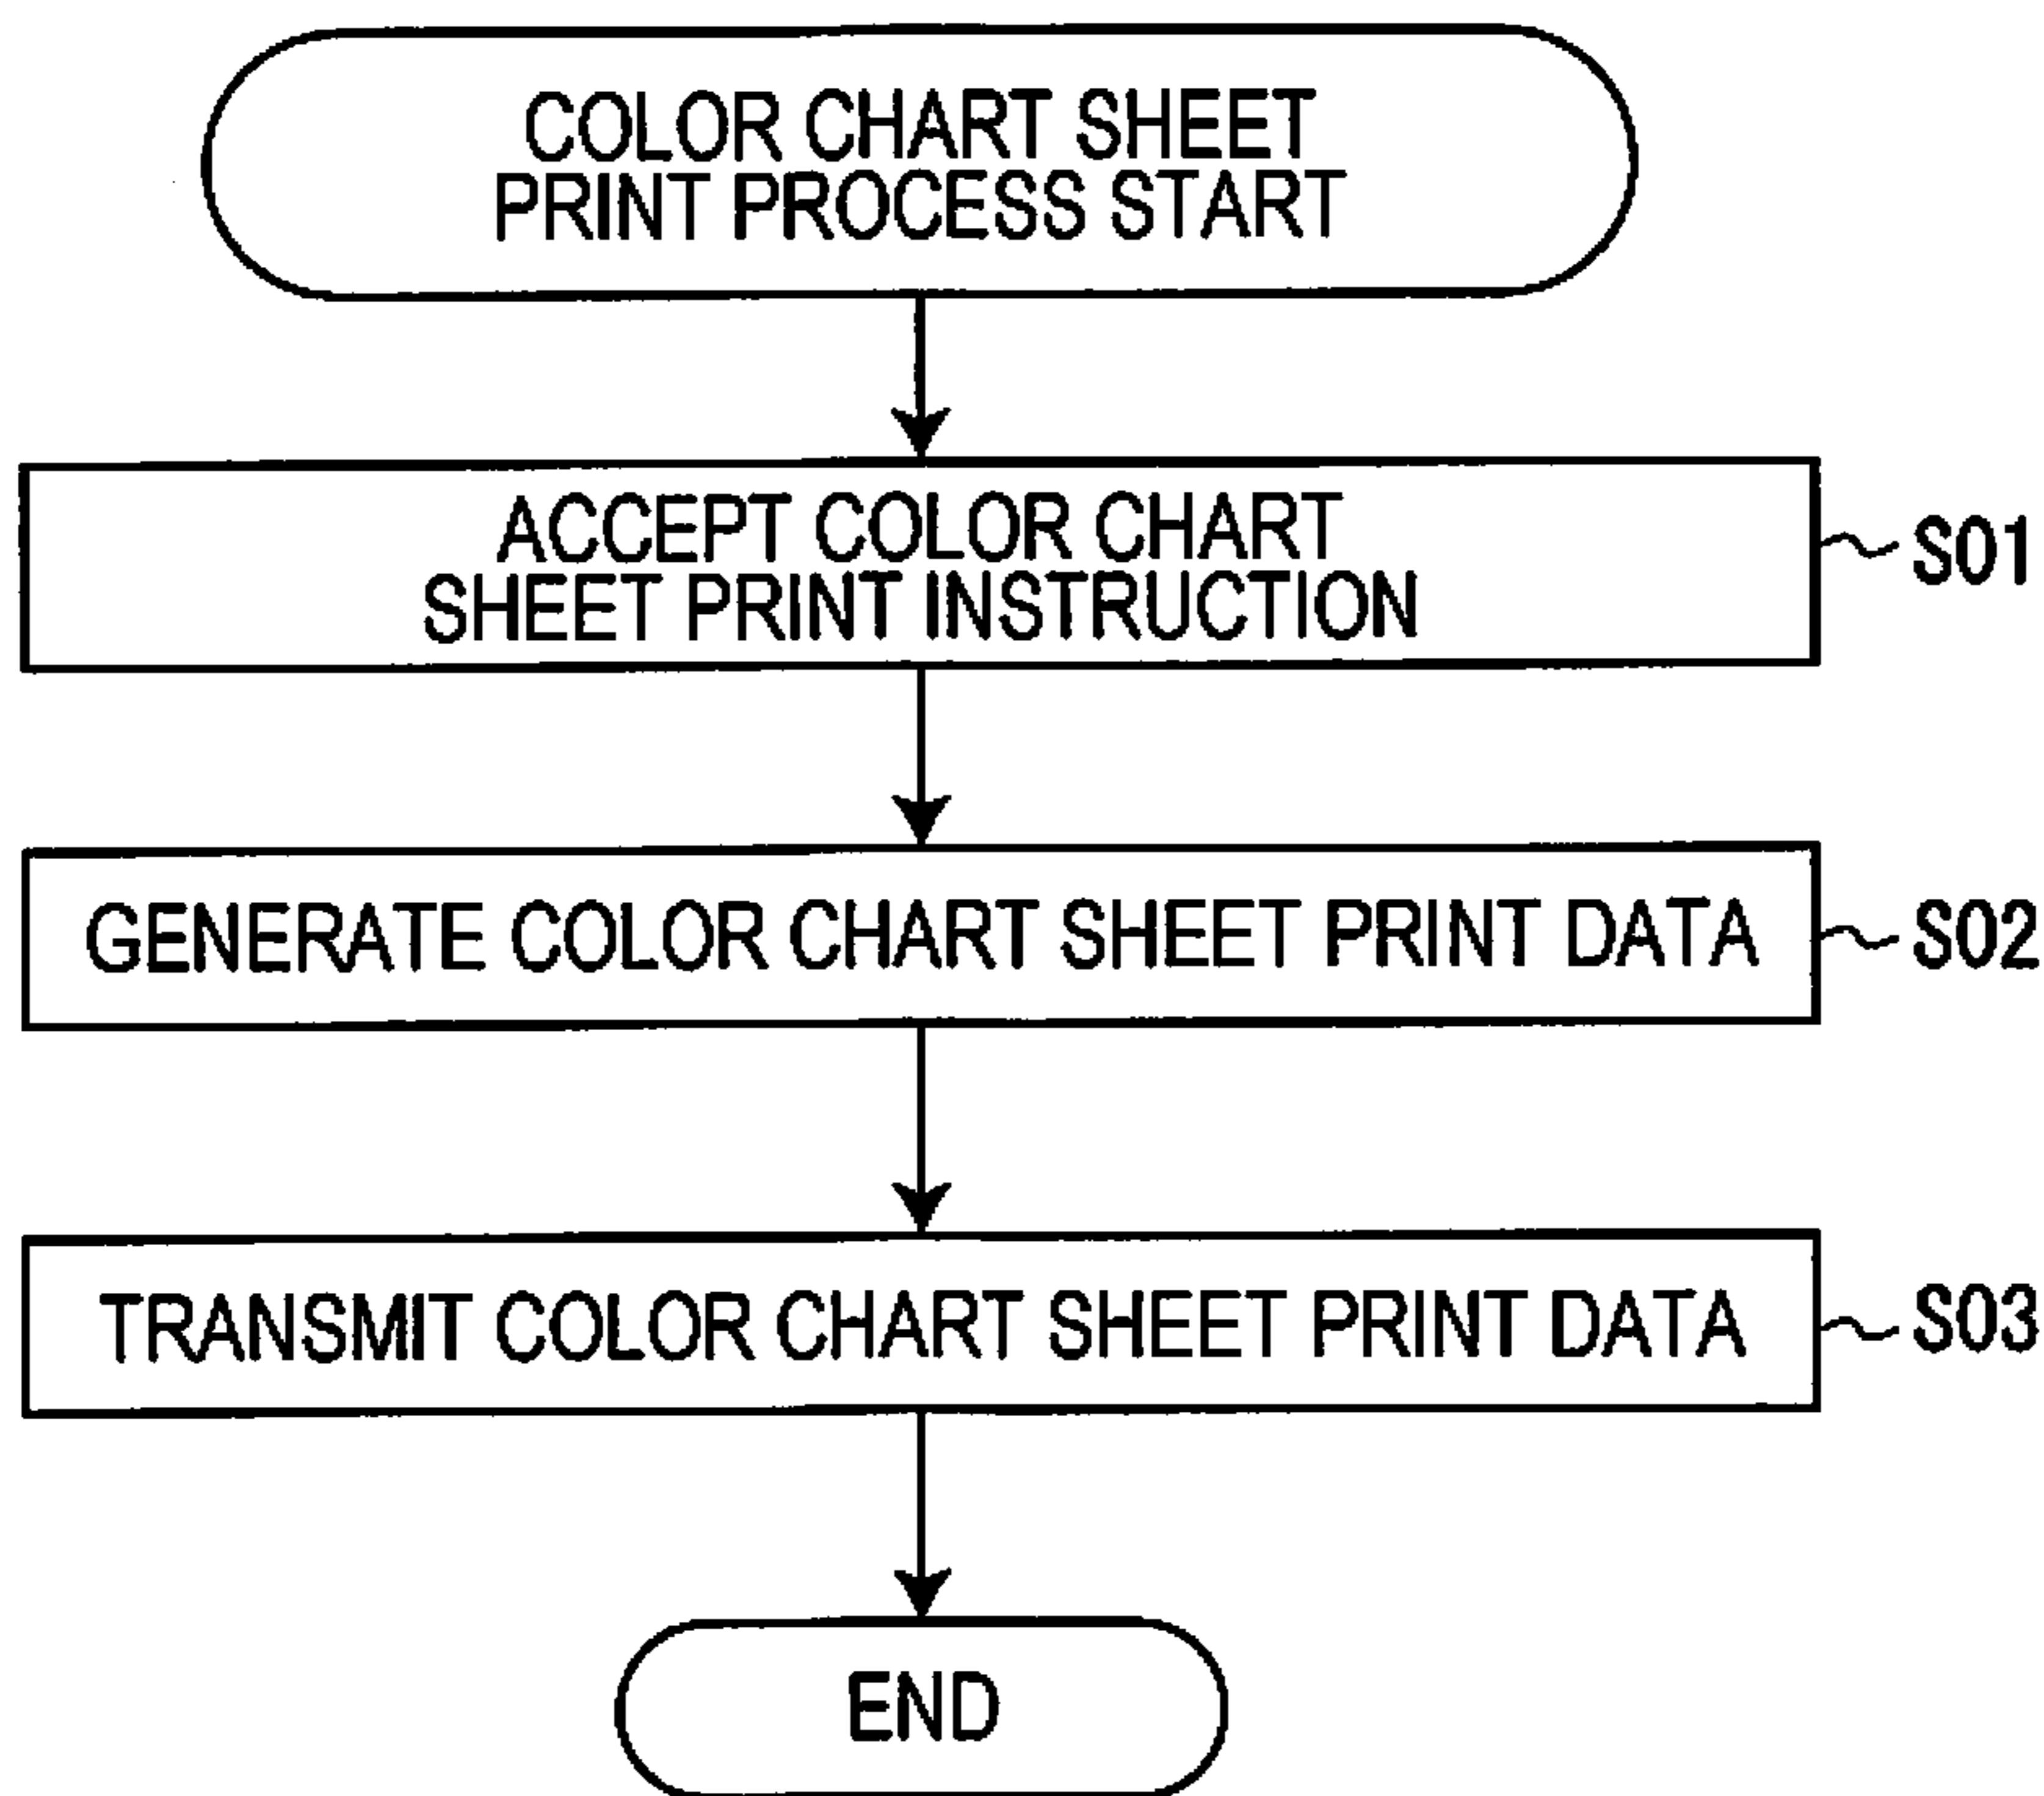 COLOR CHART SHEET
PRINT PROCESS START
ACCEPT COLOR CHART
SHEET PRINT INSTRUCTION
S01
GENERATE COLOR CHART SHEET PRINT DATA
S02
TRANSMIT COLOR CHART SHEET PRINT DATA
S03
END